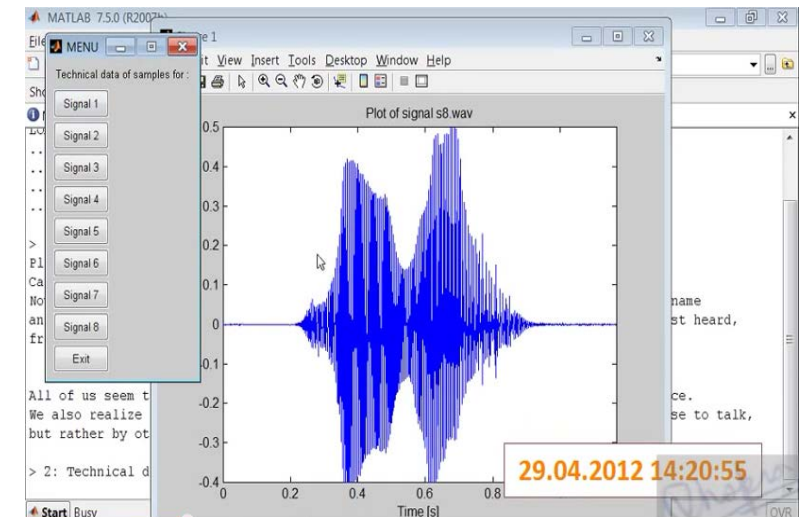 MATLAB 7.5.0 (R2007b)
MENU
Technical data of samples for :
Signal 1
Signal 2
Signal 3
Signal 4
Signal 5
Signal 6
Signal 7
Signal 8
Exit
View Insert Tools Desktop Window Help
Plot of signal s8.wav
0.5
0.4
0.3
0.2
0.1
0
-0.1
-0.2
-0.3
-0.4
0 0.2 0.4 0.6 0.8
Time [s]
name
st heard,
All of us seem t
ce.
We also realize
se to talk,
but rather by ot
> 2: Technical d
29.04.2012 14:20:55
Start Busy
OVR